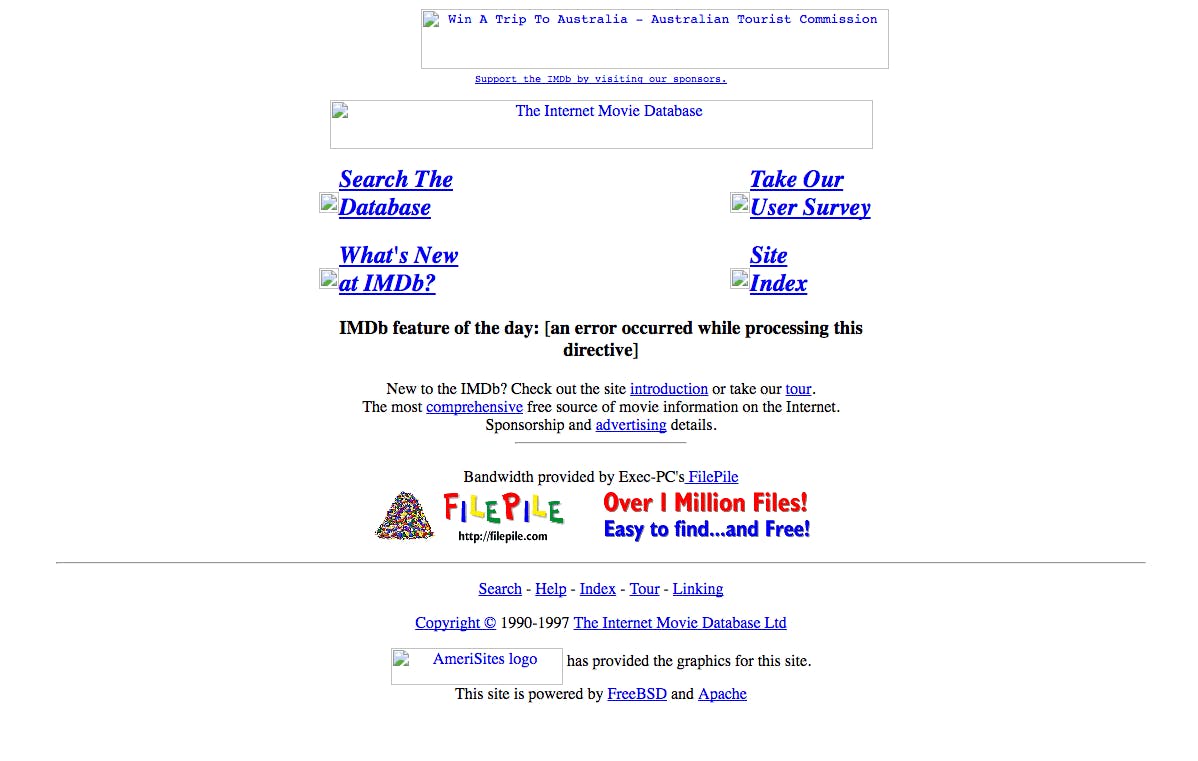 Win A Trip To Australia - Australian Tourist Commission
Support the IMDb by visiting our sponsors.
The Internet Movie Database
Search The
Database
Take Our
User Survey
What's New
at IMDb?
Site
Index
IMDb feature of the day: [an error occurred while processing this
directive]
New to the IMDb? Check out the site introduction or take our tour.
The most comprehensive free source of movie information on the Internet.
Sponsorship and advertising details.
Bandwidth provided by Exec-PC's FilePile
FILEPILE
http://filepile.com
Over 1 Million Files!
Easy to find...and Free!
Search - Help - Index - Tour - Linking
Copyright © 1990-1997 The Internet Movie Database Ltd
AmeriSites logo has provided the graphics for this site.
This site is powered by FreeBSD and Apache